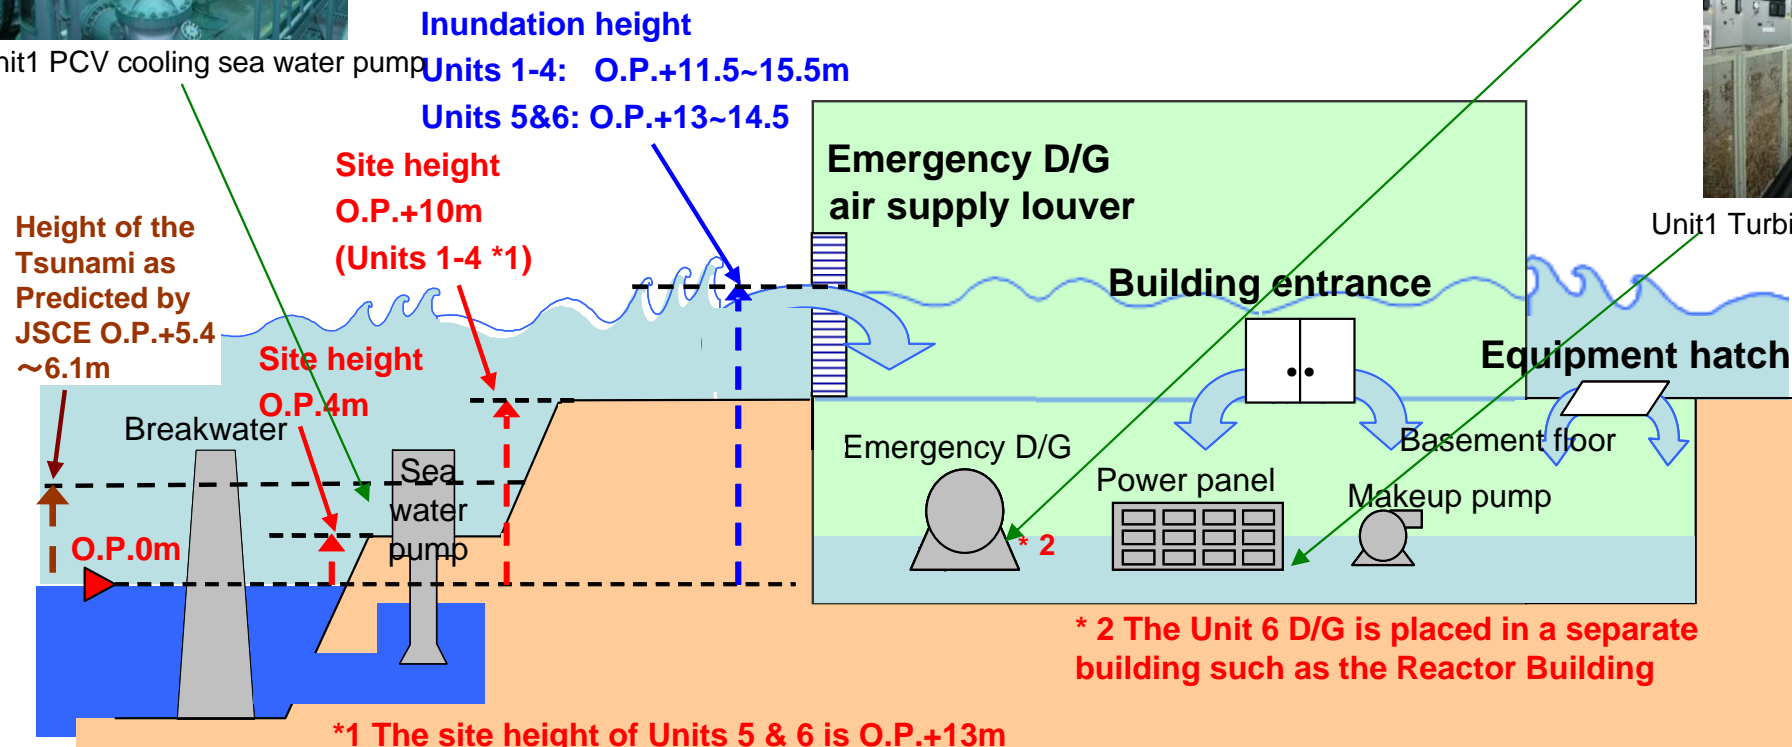 Inundation height
Unit1 PCV cooling sea water pump
Units 1-4: O.P.+11.5~15.5m
Units 5&6: O.P.+13~14.5
Site height
O.P.+10m
(Units 1-4 *1)
Emergency D/G
air supply louver
Unit1 Turbi
Height of the
Tsunami as
Predicted by
JSCE O.P.+5.4
～6.1m
Building entrance
Equipment hatch
Site height
O.P.4m
Breakwater
Sea
water
pump
Emergency D/G
Basement floor
Power panel
Makeup pump
O.P.0m
* 2
* 2 The Unit 6 D/G is placed in a separate
building such as the Reactor Building
*1 The site height of Units 5 & 6 is O.P.+13m